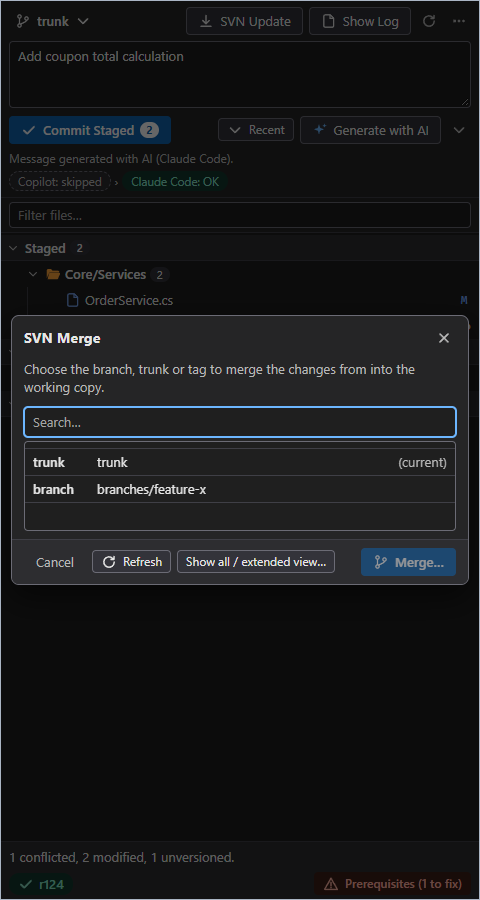 trunk
SVN Update
Show Log
Add coupon total calculation
Commit Staged 2
Recent
Generate with AI
Message generated with AI (Claude Code).
Copilot: skipped › Claude Code: OK
Filter files...
Staged 2
Core/Services 2
OrderService.cs M
SVN Merge
Choose the branch, trunk or tag to merge the changes from into the
working copy.
Search...
trunk trunk (current)
branch branches/feature-x
Cancel
Refresh
Show all / extended view...
Merge...
1 conflicted, 2 modified, 1 unversioned.
r124
Prerequisites (1 to fix)